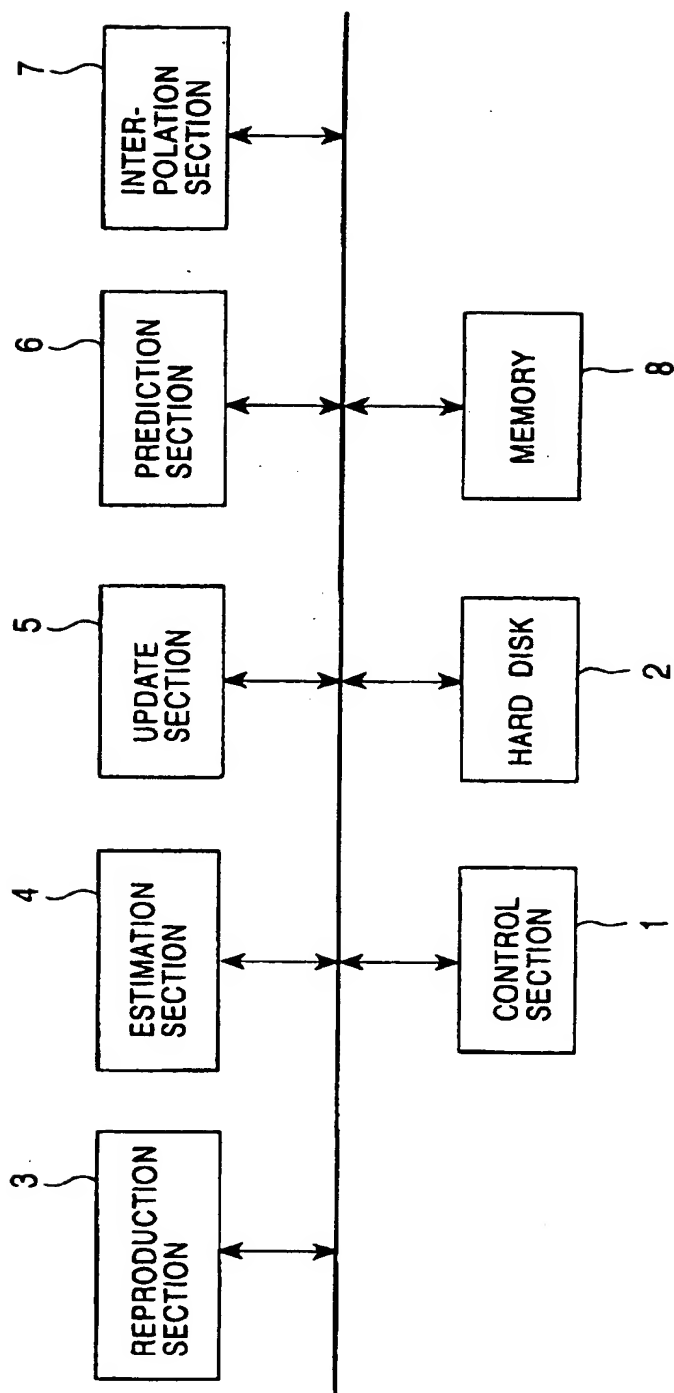 3
REPRODUCTION
SECTION
4
ESTIMATION
SECTION
5
UPDATE
SECTION
6
PREDICTION
SECTION
7
INTER-
POLATION
SECTION
CONTROL
SECTION
1
HARD DISK
2
MEMORY
8